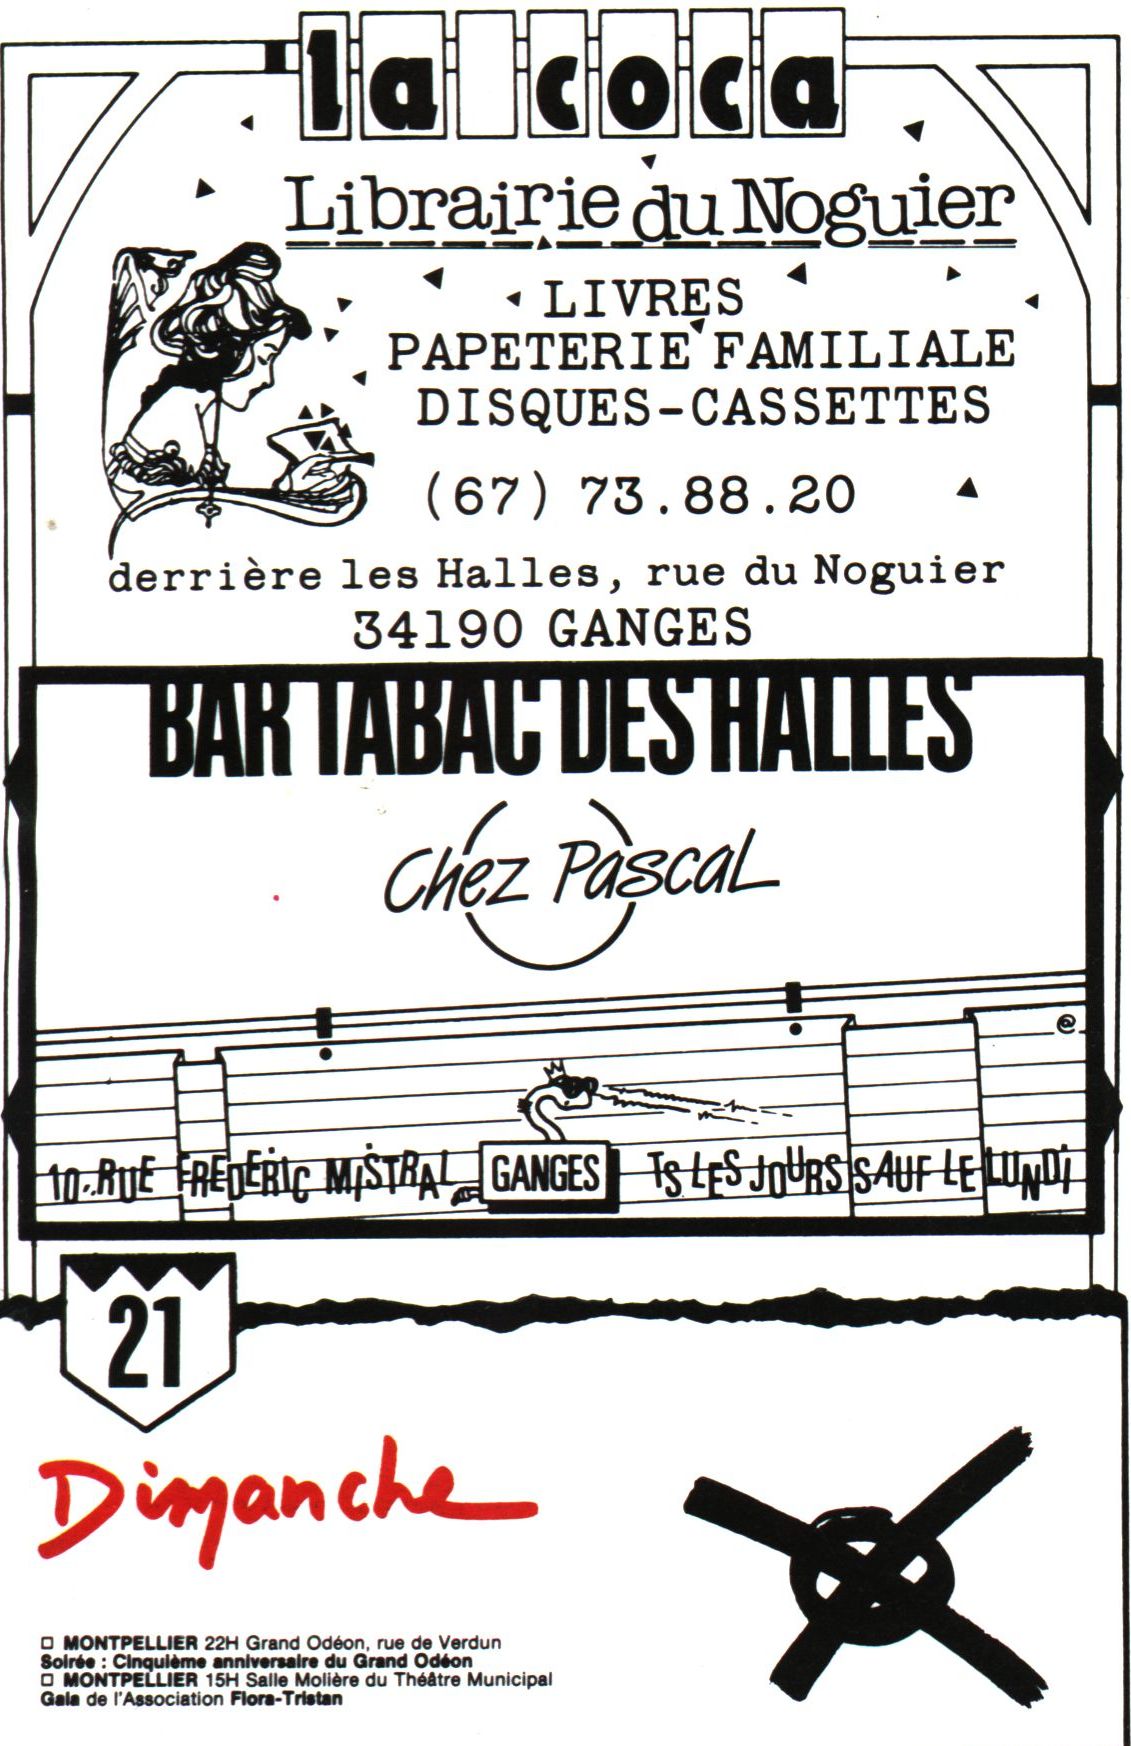 la coca
Librairie du Noguier
LIVRES
PAPETERIE FAMILIALE
DISQUES-CASSETTES
(67) 73.88.20
derrière les Halles, rue du Noguier
34190 GANGES
BAR TABAC DES HALLES
Chez Pascal
@
10..RUE FREDERIC MISTRAL GANGES TS LES JOURS SAUF LE LUNDI
21
Dimanche
□ MONTPELLIER 22H Grand Odéon, rue de Verdun
Soirée : Cinquième anniversaire du Grand Odéon
□ MONTPELLIER 15H Salle Molière du Théâtre Municipal
Gala de l'Association Flora-Tristan